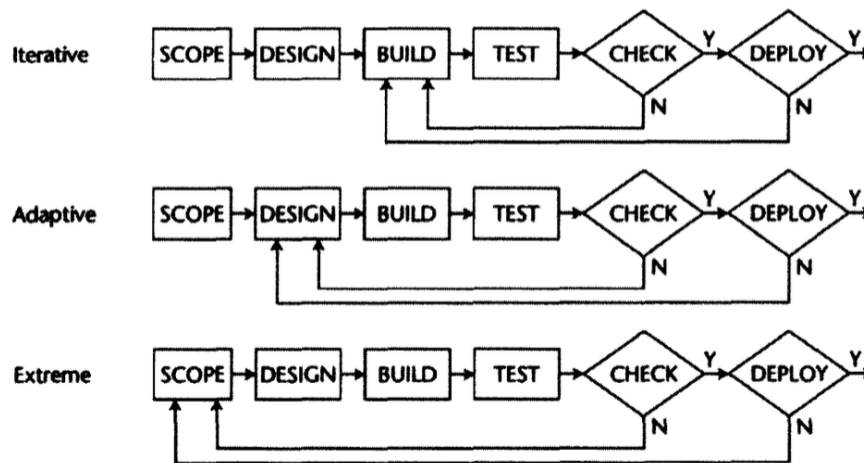 Iterative SCOPE DESIGN BUILD TEST CHECK Y DEPLOY Y
N N
Adaptive SCOPE DESIGN BUILD TEST CHECK Y DEPLOY Y
N N
Extreme SCOPE DESIGN BUILD TEST CHECK Y DEPLOY Y
N N